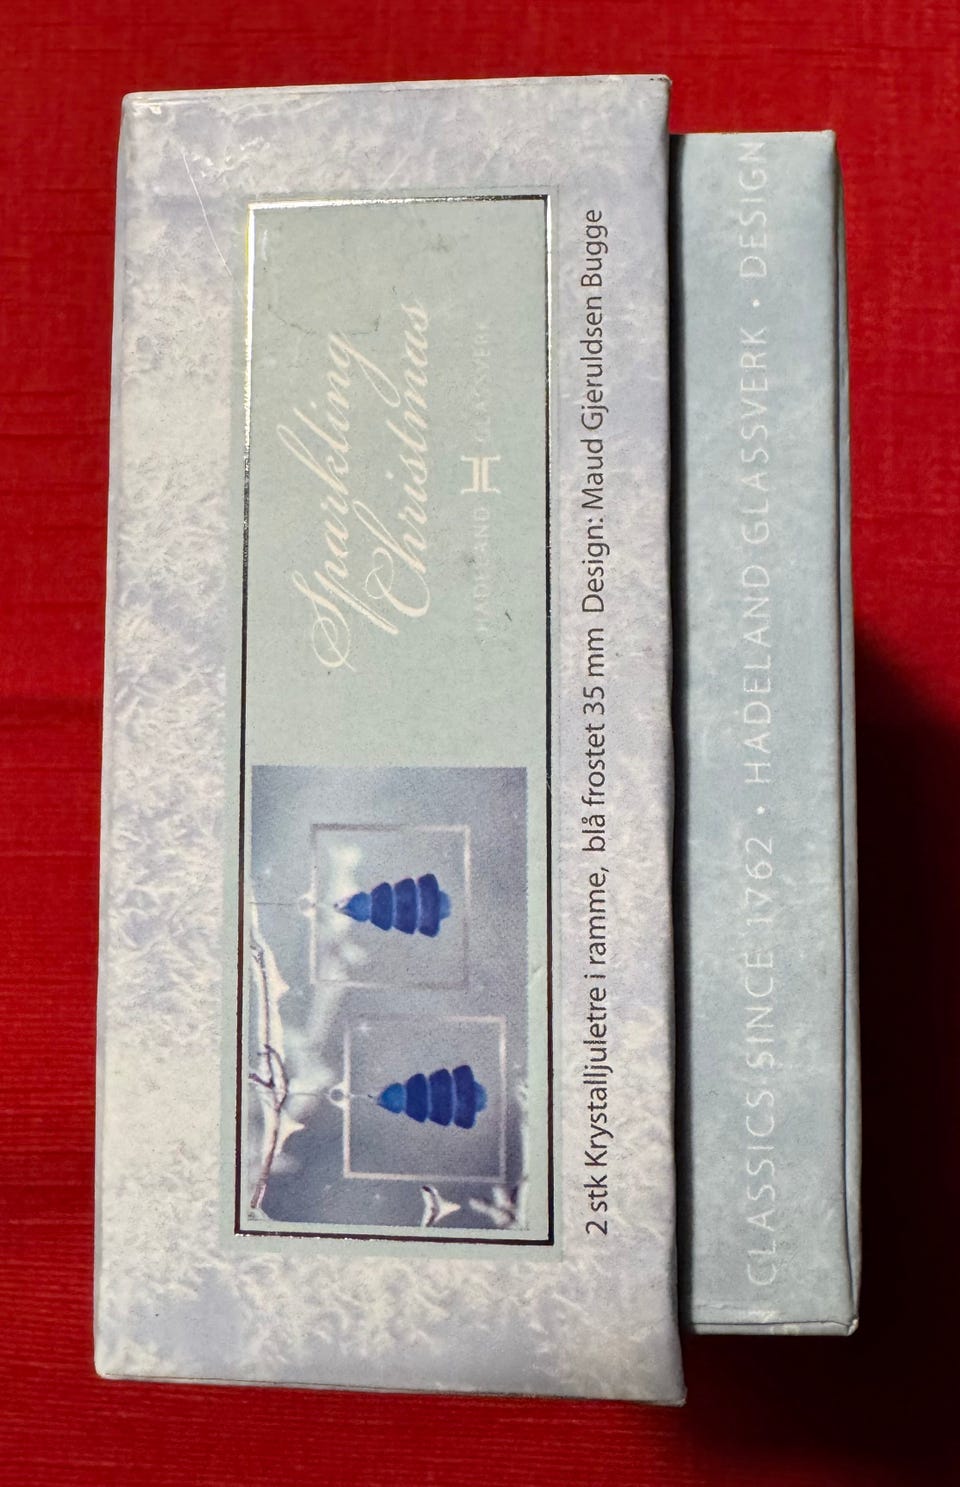 Sparkling
Christmas
HADELAND GLASSVERK
2 stk Krystalljuletre i ramme, blå frostet 35 mm Design: Maud Gjeruldsen Bugge
CLASSICS SINCE 1762 • HADELAND GLASSVERK • DESIGN